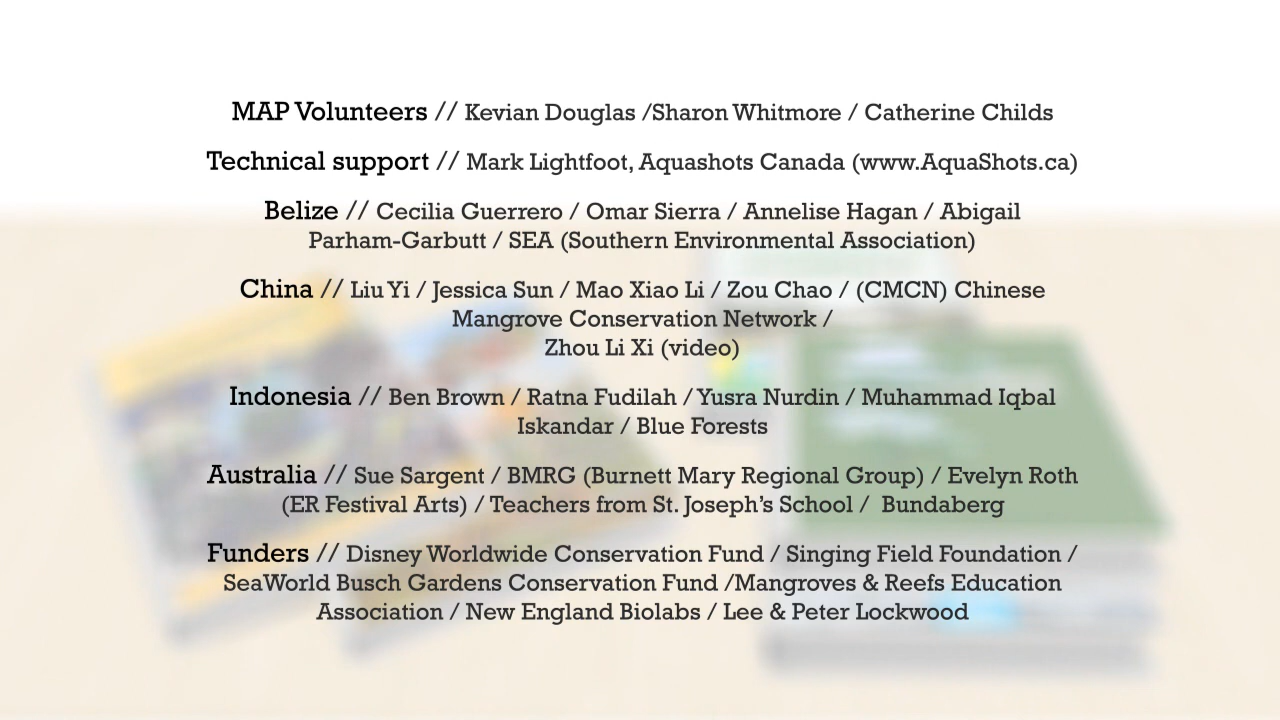 MAP Volunteers // Kevian Douglas /Sharon Whitmore / Catherine Childs
Technical support // Mark Lightfoot, Aquashots Canada (www.AquaShots.ca)
Belize // Cecilia Guerrero / Omar Sierra / Annelise Hagan / Abigail
Parham-Garbutt / SEA (Southern Environmental Association)
China // Liu Yi / Jessica Sun / Mao Xiao Li / Zou Chao / (CMCN) Chinese
Mangrove Conservation Network /
Zhou Li Xi (video)
Indonesia // Ben Brown / Ratna Fudilah / Yusra Nurdin / Muhammad Iqbal
Iskandar / Blue Forests
Australia // Sue Sargent / BMRG (Burnett Mary Regional Group) / Evelyn Roth
(ER Festival Arts) / Teachers from St. Joseph’s School /  Bundaberg
Funders // Disney Worldwide Conservation Fund / Singing Field Foundation /
SeaWorld Busch Gardens Conservation Fund /Mangroves & Reefs Education
Association / New England Biolabs / Lee & Peter Lockwood